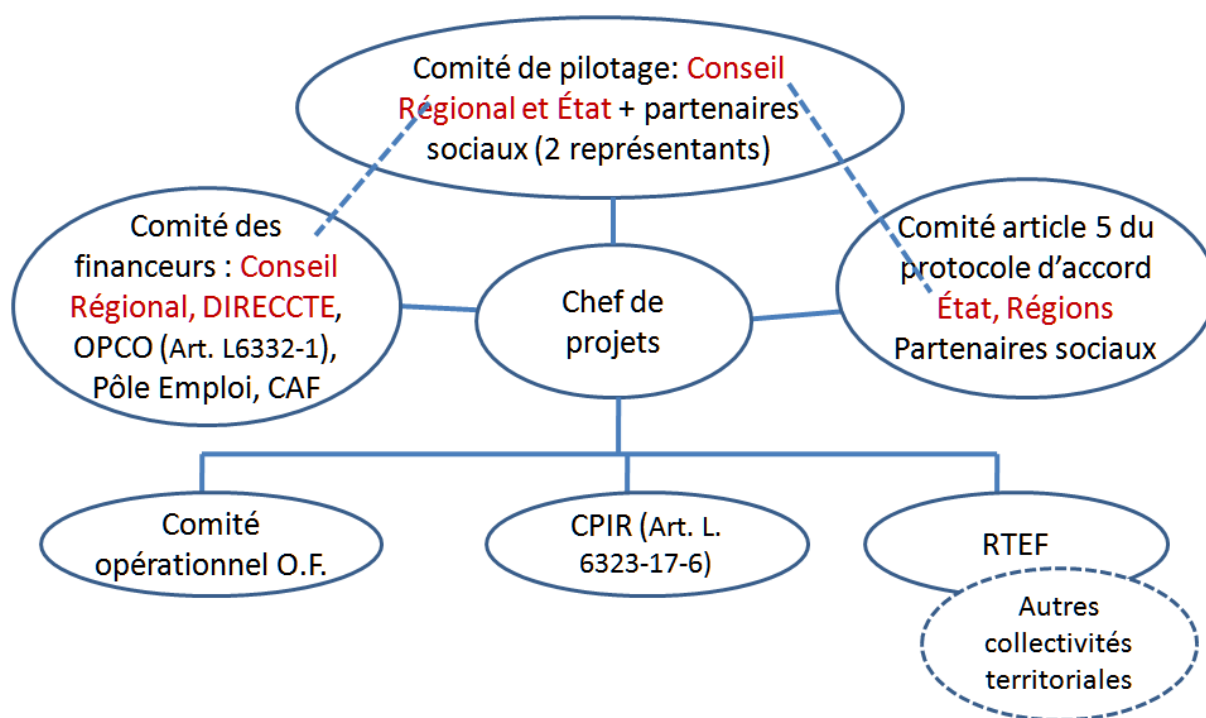 Comité de pilotage: Conseil
Régional et État + partenaires
sociaux (2 représentants)
Comité des
financeurs : Conseil
Régional, DIRECCTE,
OPCO (Art. L6332-1),
Pôle Emploi, CAF
Chef de
projets
Comité article 5 du
protocole d’accord
État, Régions
Partenaires sociaux
Comité
opérationnel O.F.
CPIR (Art. L.
6323-17-6)
RTEF
Autres
collectivités
territoriales